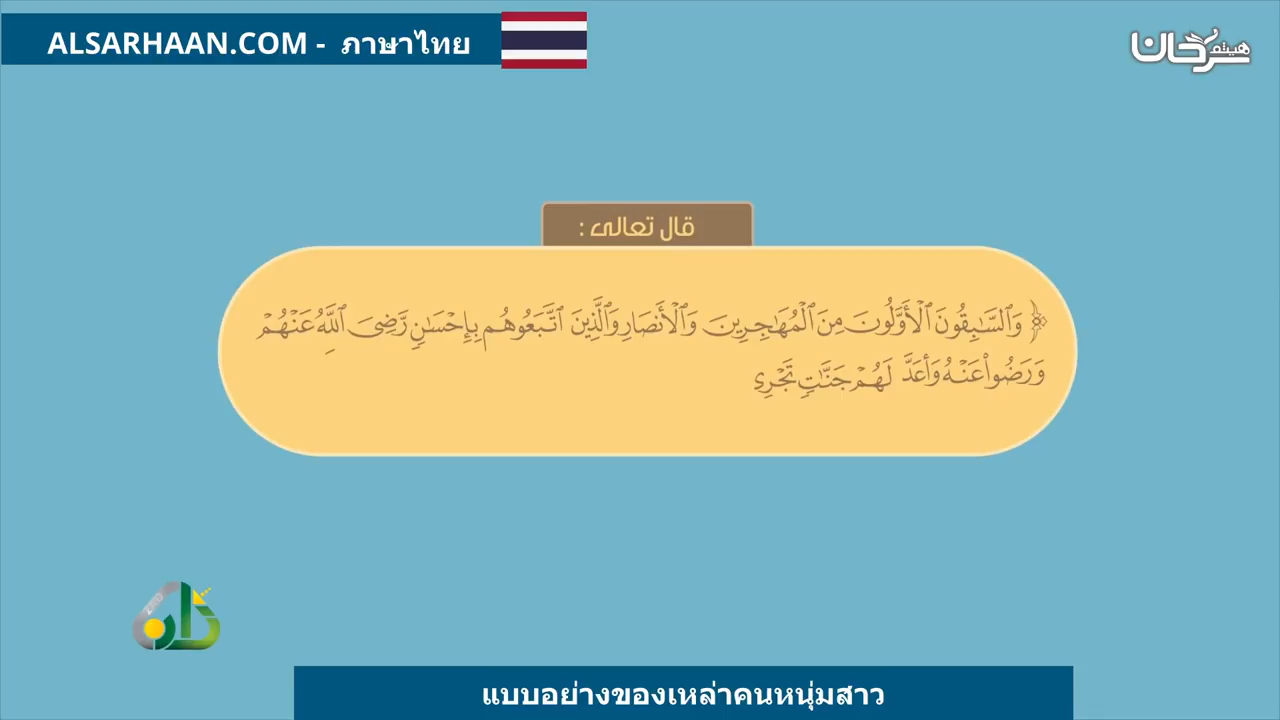 ALSARHAAN.COM - ภาษาไทย
هيثم سرحان
قال تعالى :
﴿ وَٱلسَّـٰبِقُونَ ٱلْأَوَّلُونَ مِنَ ٱلْمُهَـٰجِرِينَ وَٱلْأَنصَارِ وَٱلَّذِينَ ٱتَّبَعُوهُم بِإِحْسَـٰنٍ رَّضِىَ ٱللَّهُ عَنْهُمْ
وَرَضُوا۟ عَنْهُ وَأَعَدَّ لَهُمْ جَنَّـٰتٍ تَجْرِى
แบบอย่างของเหล่าคนหนุ่มสาว